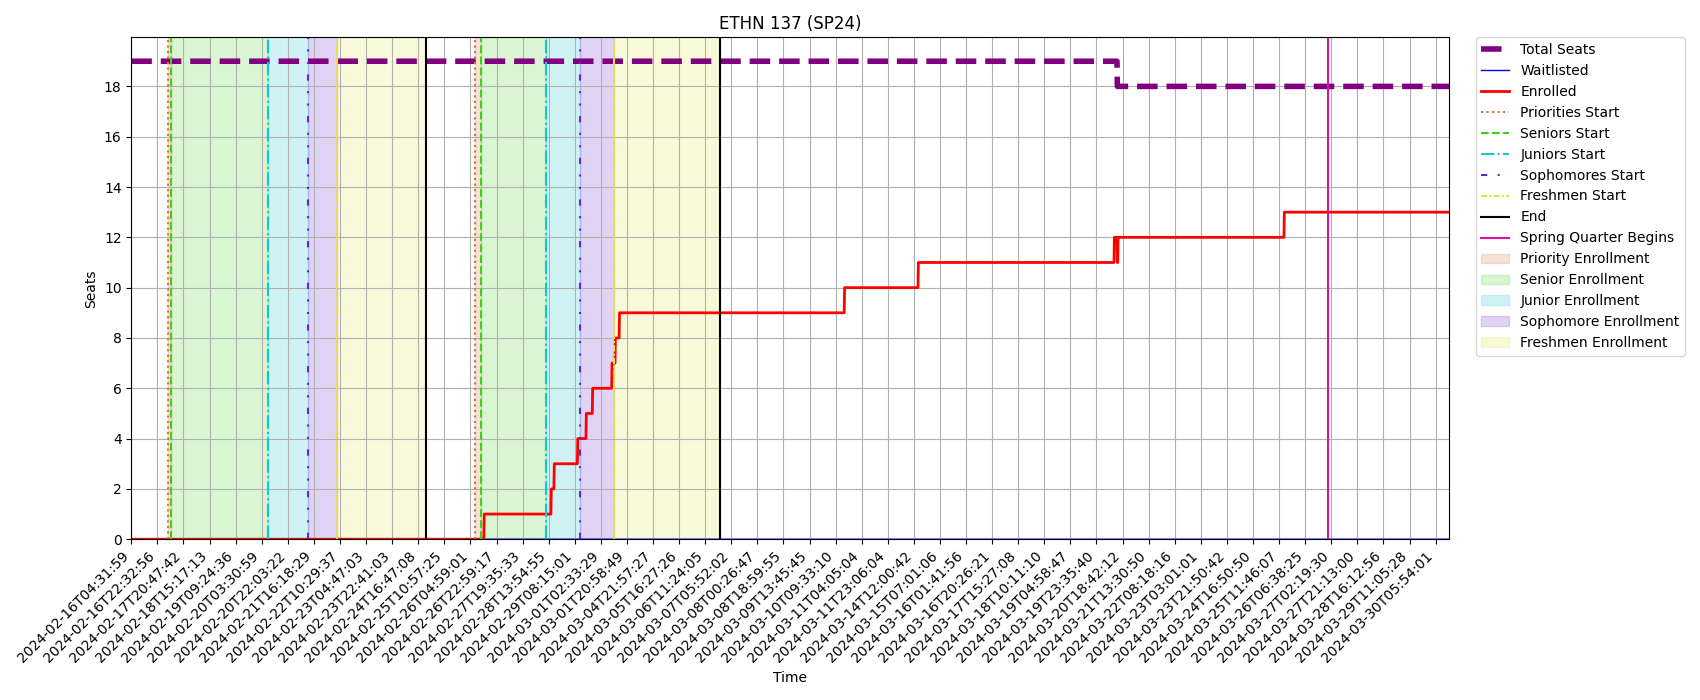 ETHN 137 (SP24)
Total Seats
Waitlisted
Enrolled
Priorities Start
Seniors Start
Juniors Start
Sophomores Start
Freshmen Start
End
Spring Quarter Begins
Priority Enrollment
Senior Enrollment
Junior Enrollment
Sophomore Enrollment
Freshmen Enrollment
Seats
18
16
14
12
10
8
6
4
2
0
2024-02-16T04:31:59
2024-02-16T22:32:56
2024-02-17T20:47:42
2024-02-18T15:17:13
2024-02-19T09:24:36
2024-02-20T03:30:59
2024-02-20T22:03:22
2024-02-21T16:18:29
2024-02-22T10:29:37
2024-02-23T04:47:03
2024-02-23T22:41:03
2024-02-24T16:47:08
2024-02-25T10:57:25
2024-02-26T04:59:01
2024-02-26T22:59:17
2024-02-27T19:35:33
2024-02-28T13:54:55
2024-02-29T08:15:01
2024-03-01T02:33:29
2024-03-01T20:58:49
2024-03-04T21:57:27
2024-03-05T16:27:26
2024-03-06T11:24:05
2024-03-07T05:52:02
2024-03-08T00:26:47
2024-03-08T18:59:55
2024-03-09T13:45:45
2024-03-10T09:33:10
2024-03-11T04:05:04
2024-03-11T23:06:04
2024-03-14T12:00:42
2024-03-15T07:01:06
2024-03-16T01:41:56
2024-03-16T20:26:21
2024-03-17T15:27:08
2024-03-18T10:11:10
2024-03-19T04:58:47
2024-03-19T23:35:40
2024-03-20T18:42:12
2024-03-21T13:30:50
2024-03-22T08:18:16
2024-03-23T03:01:01
2024-03-23T21:50:42
2024-03-24T16:50:50
2024-03-25T11:46:07
2024-03-26T06:38:25
2024-03-27T02:19:30
2024-03-27T21:13:00
2024-03-28T16:12:56
2024-03-29T11:05:28
2024-03-30T05:54:01
Time